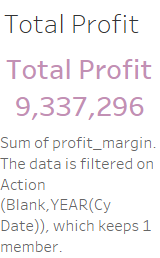 Total Profit
Total Profit
9,337,296
Sum of profit_margin.
The data is filtered on
Action
(Blank,YEAR(Cy
Date)), which keeps 1
member.